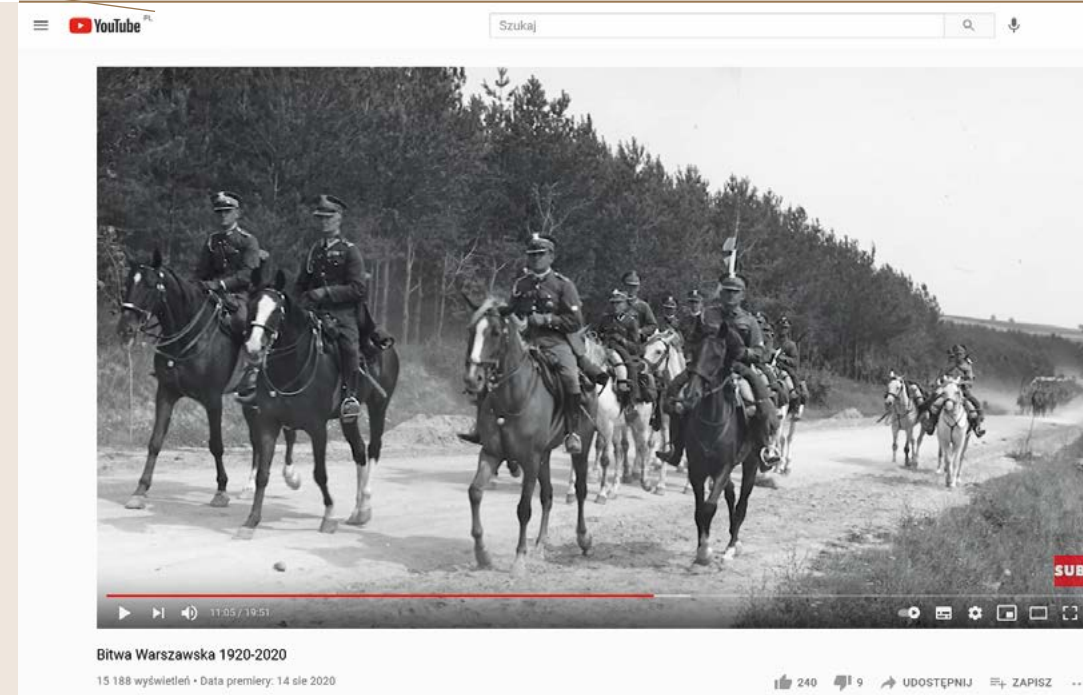 YouTube PL
Szukaj
SUB
11:05 / 19:51
Bitwa Warszawska 1920-2020
15 188 wyświetleń • Data premiery: 14 sie 2020
240 9 UDOSTĘPNIJ ZAPISZ